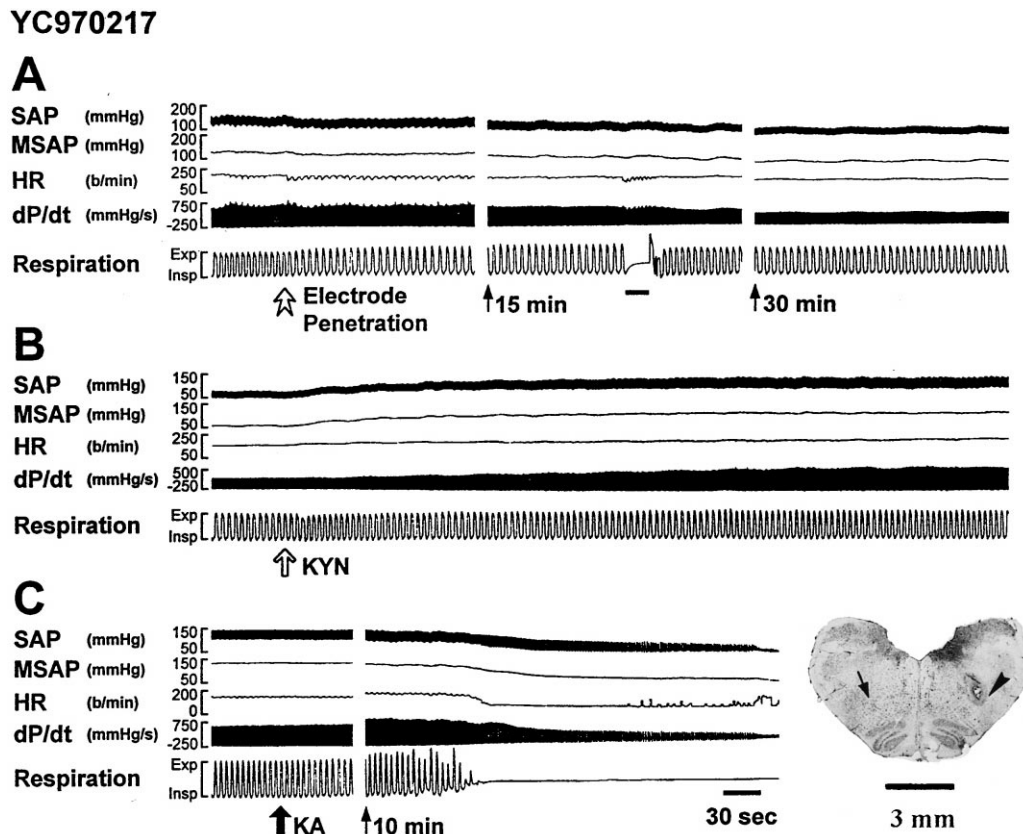 YC970217
A
SAP (mmHg) 200 100
MSAP (mmHg) 200 100
HR (b/min) 250 50
dP/dt (mmHg/s) 750 -250
Respiration Exp Insp
Electrode Penetration
15 min
30 min
B
SAP (mmHg) 150 50
MSAP (mmHg) 150 50
HR (b/min) 250 50
dP/dt (mmHg/s) 500 -250
Respiration Exp Insp
KYN
C
SAP (mmHg) 150 50
MSAP (mmHg) 150 50
HR (b/min) 200 0
dP/dt (mmHg/s) 750 -250
Respiration Exp Insp
KA
10 min
30 sec
3 mm